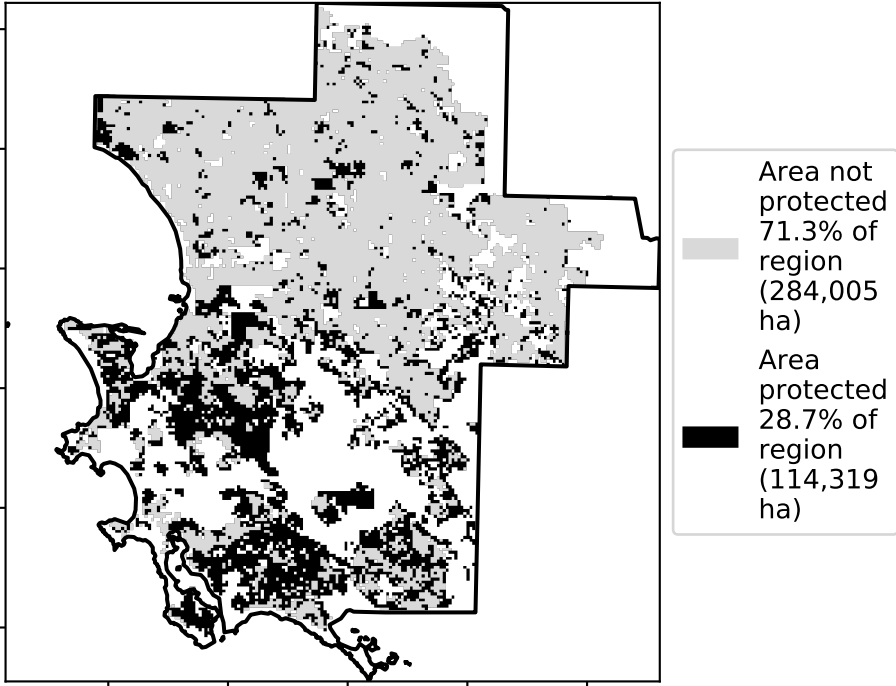 Area not
protected
71.3% of
region
(284,005
ha)
Area
protected
28.7% of
region
(114,319
ha)